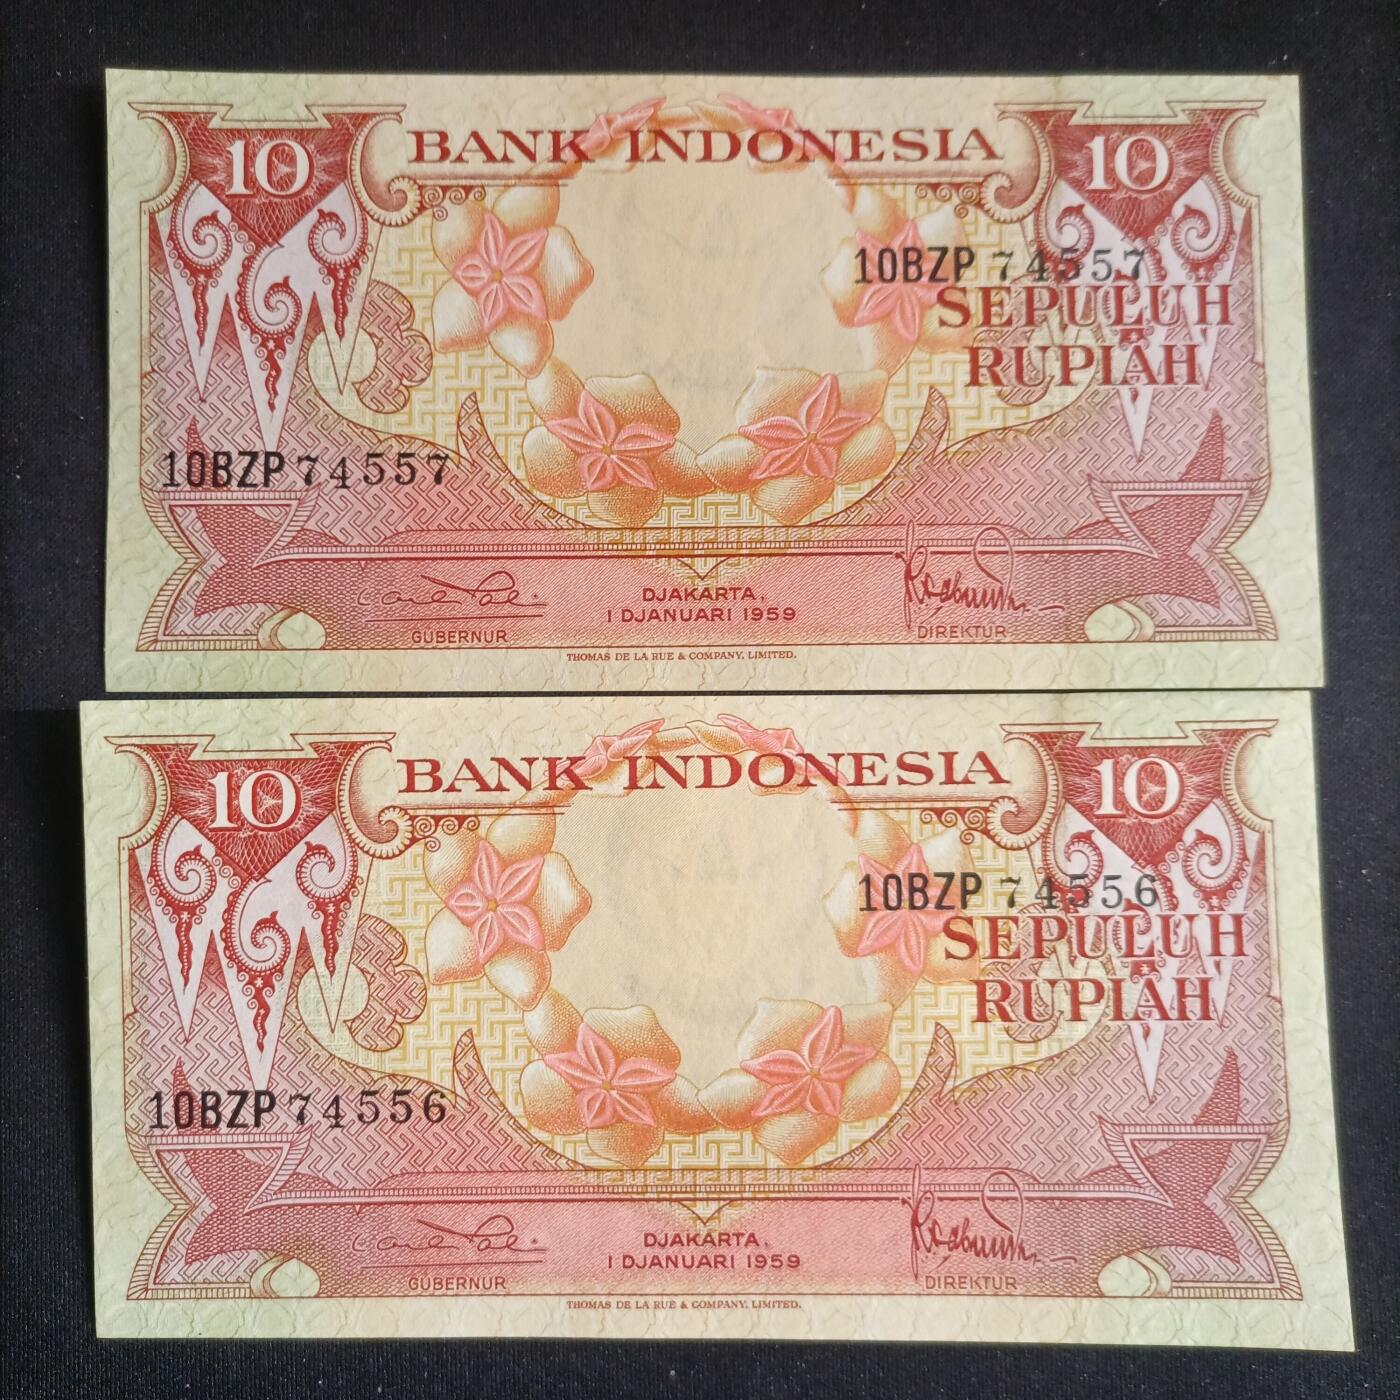 10 BANK INDONESIA 10
10BZP 74557
SEPULUH
RUPIAH
10BZP 74557
DJAKARTA,
1 DJANUARI 1959
GUBERNUR DIREKTUR
THOMAS DE LA RUE & COMPANY, LIMITED.
10 BANK INDONESIA 10
10BZP 74556
SEPULUH
RUPIAH
10BZP 74556
DJAKARTA,
1 DJANUARI 1959
GUBERNUR DIREKTUR
THOMAS DE LA RUE & COMPANY, LIMITED.